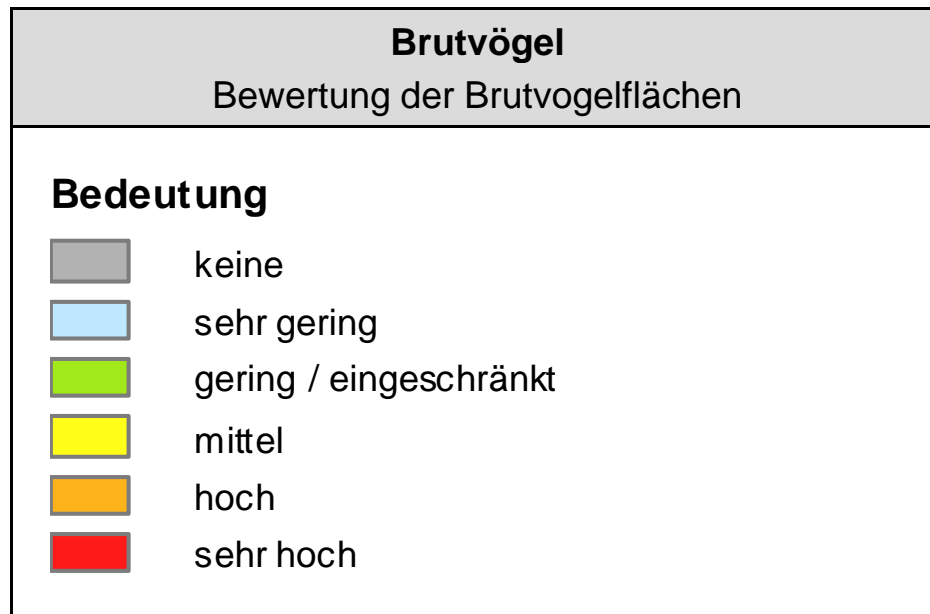 Brutvögel
Bewertung der Brutvogelflächen
Bedeutung
keine
sehr gering
gering / eingeschränkt
mittel
hoch
sehr hoch